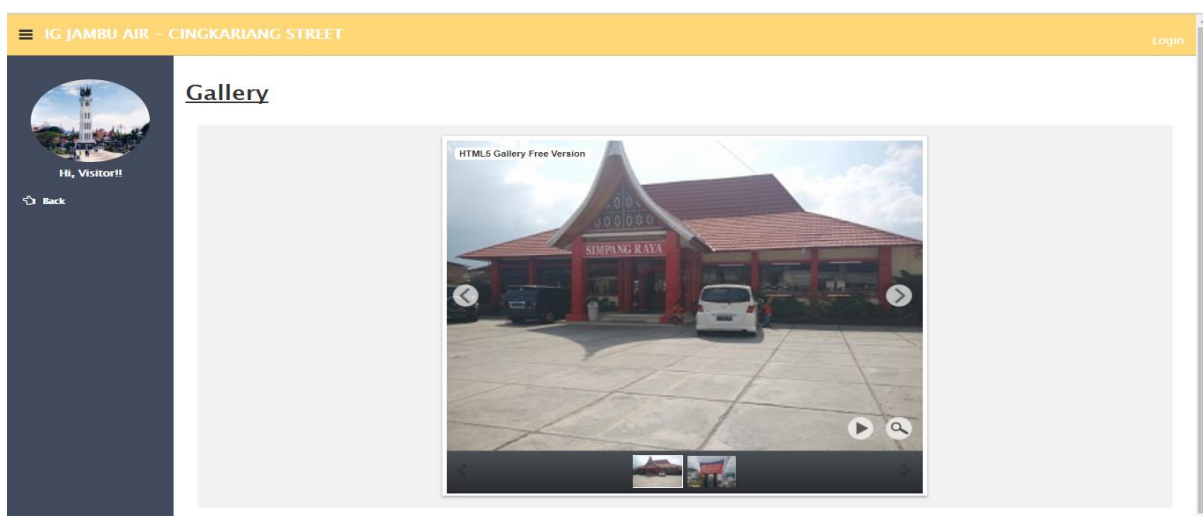 IG JAMBU AIR – CINGKARIANG STREET
Login
Hi, Visitor!!
Back
Gallery
HTML5 Gallery Free Version
SIMPANG RAYA